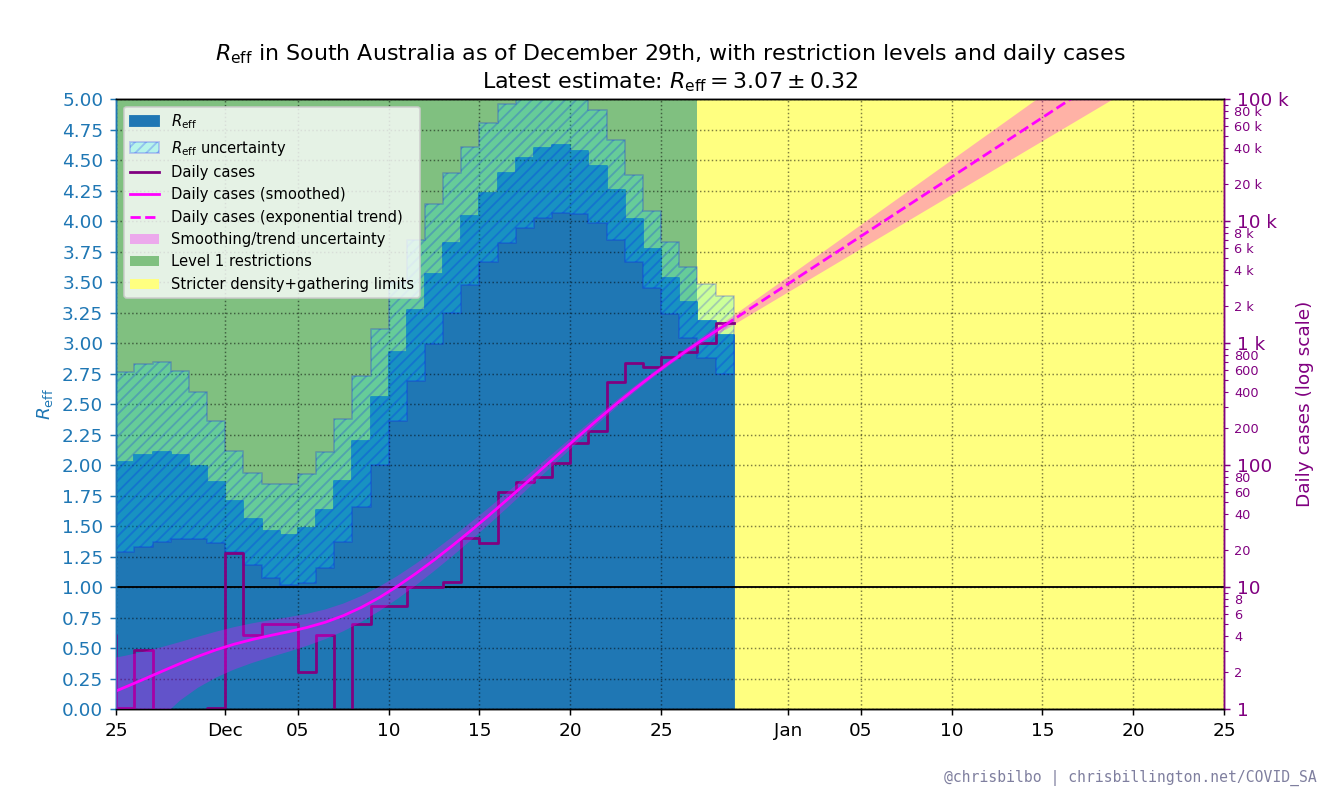 R_eff in South Australia as of December 29th, with restriction levels and daily cases
Latest estimate: R_eff = 3.07 ± 0.32
R_eff
R_eff uncertainty
Daily cases
Daily cases (smoothed)
Daily cases (exponential trend)
Smoothing/trend uncertainty
Level 1 restrictions
Stricter density+gathering limits
R_eff
5.00
4.75
4.50
4.25
4.00
3.75
3.50
3.25
3.00
2.75
2.50
2.25
2.00
1.75
1.50
1.25
1.00
0.75
0.50
0.25
0.00
25 Dec 05 10 15 20 25 Jan 05 10 15 20 25
100 k
80 k
60 k
40 k
20 k
10 k
8 k
6 k
4 k
2 k
1 k
800
600
400
200
100
80
60
40
20
10
8
6
4
2
1
Daily cases (log scale)
@chrisbilbo | chrisbillington.net/COVID_SA